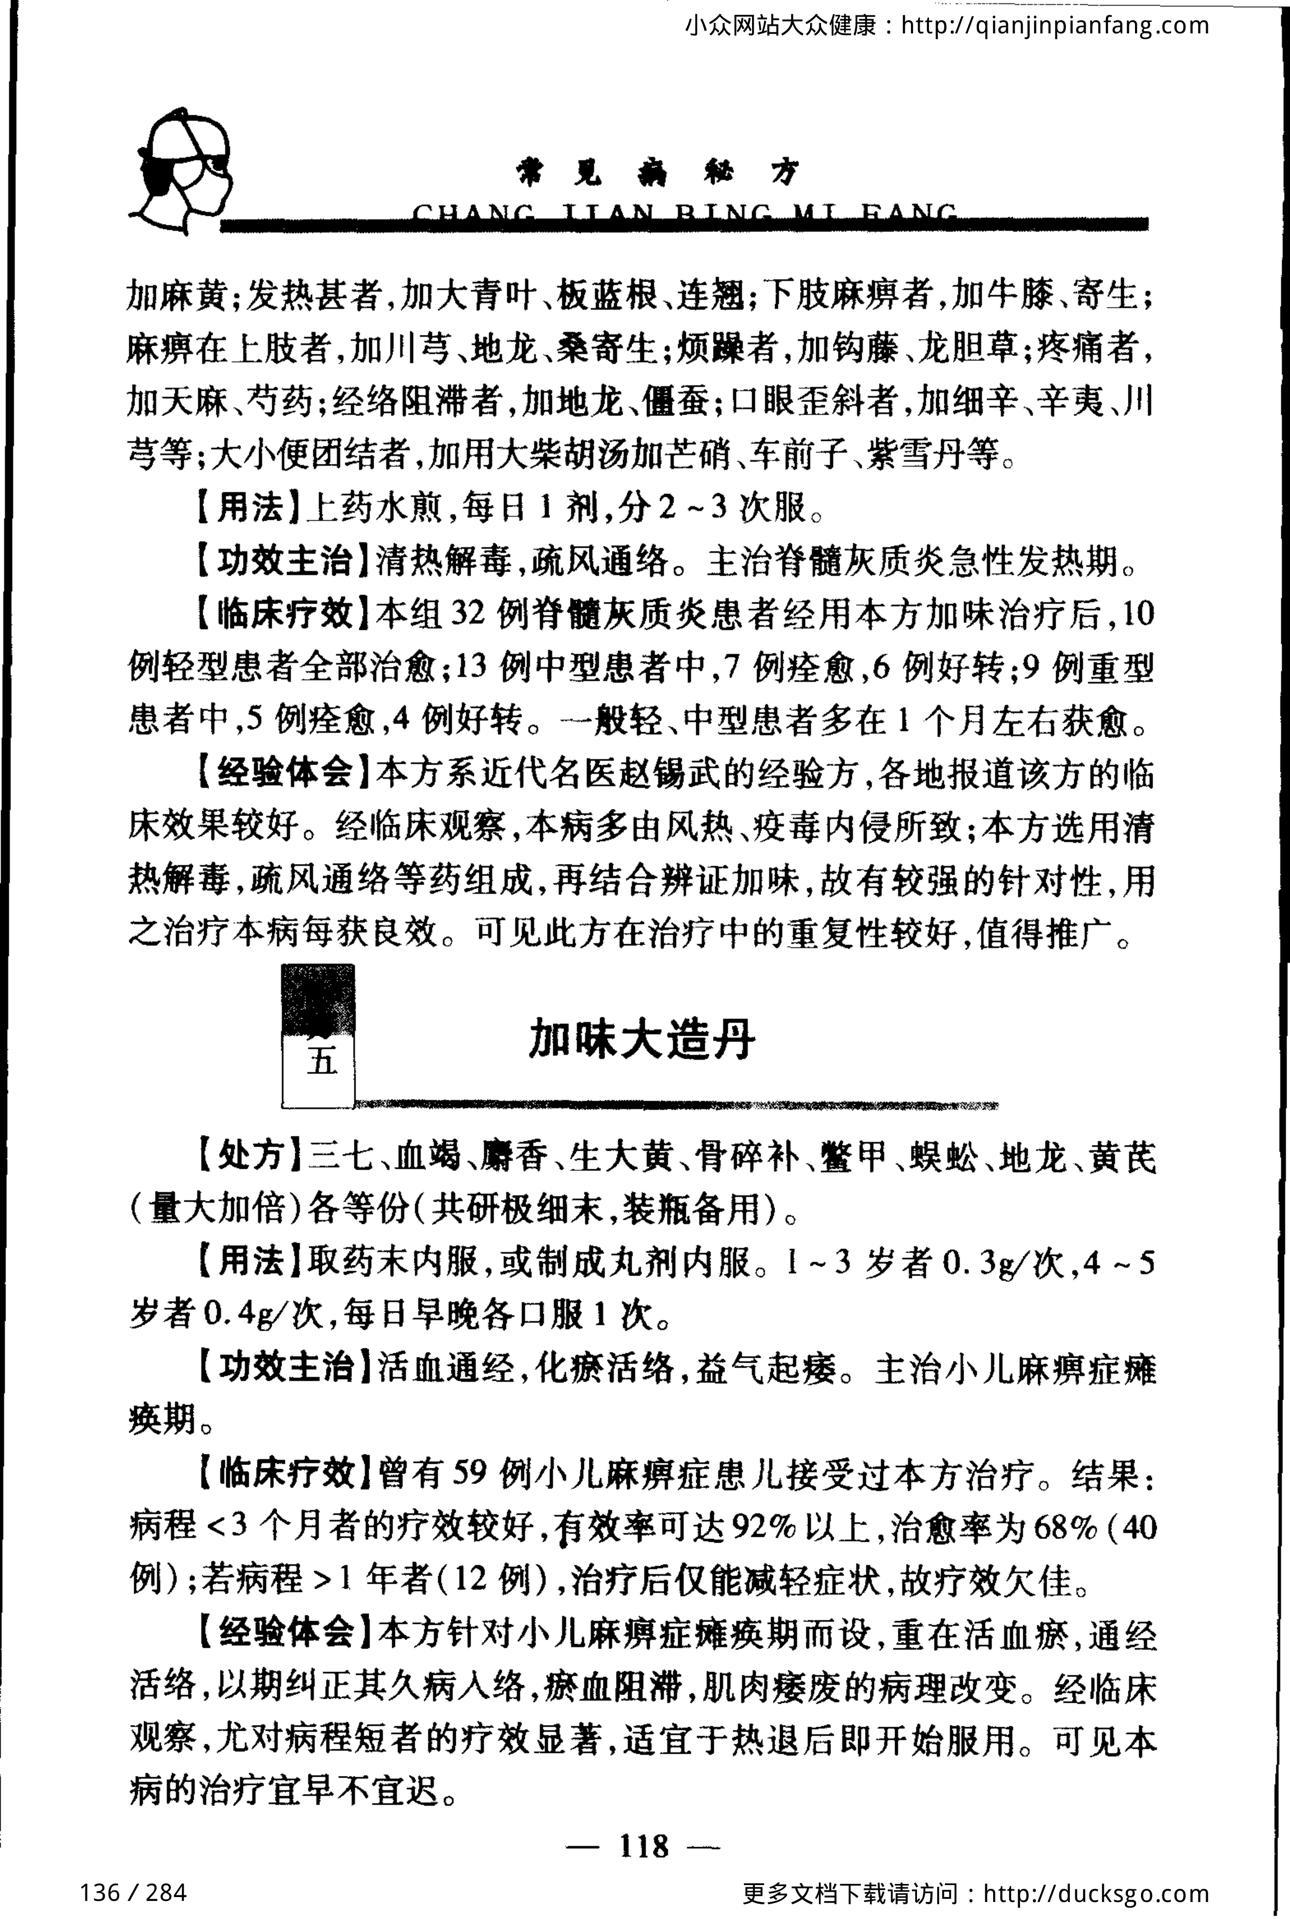 小众网站大众健康：http://qianjinpianfang.com
常见病秘方
CHANG JIAN BING MI FANG
加麻黄;发热甚者,加大青叶、板蓝根、连翘;下肢麻痹者,加牛膝、寄生;
麻痹在上肢者,加川芎、地龙、桑寄生;烦躁者,加钩藤、龙胆草;疼痛者,
加天麻、芍药;经络阻滞者,加地龙、僵蚕;口眼歪斜者,加细辛、辛夷、川
芎等;大小便团结者,加用大柴胡汤加芒硝、车前子、紫雪丹等。
【用法】上药水煎,每日1剂,分2~3次服。
【功效主治】清热解毒,疏风通络。主治脊髓灰质炎急性发热期。
【临床疗效】本组32例脊髓灰质炎患者经用本方加味治疗后,10
例轻型患者全部治愈;13例中型患者中,7例痊愈,6例好转;9例重型
患者中,5例痊愈,4例好转。一般轻、中型患者多在1个月左右获愈。
【经验体会】本方系近代名医赵锡武的经验方,各地报道该方的临
床效果较好。经临床观察,本病多由风热、疫毒内侵所致;本方选用清
热解毒,疏风通络等药组成,再结合辨证加味,故有较强的针对性,用
之治疗本病每获良效。可见此方在治疗中的重复性较好,值得推广。
五
加味大造丹
【处方】三七、血竭、麝香、生大黄、骨碎补、鳖甲、蜈蚣、地龙、黄芪
(量大加倍)各等份(共研极细末,装瓶备用)。
【用法】取药末内服,或制成丸剂内服。1~3岁者0.3g/次,4~5
岁者0.4g/次,每日早晚各口服1次。
【功效主治】活血通经,化瘀活络,益气起痿。主治小儿麻痹症瘫
痪期。
【临床疗效】曾有59例小儿麻痹症患儿接受过本方治疗。结果:
病程<3个月者的疗效较好,有效率可达92%以上,治愈率为68%(40
例);若病程>1年者(12例),治疗后仅能减轻症状,故疗效欠佳。
【经验体会】本方针对小儿麻痹症瘫痪期而设,重在活血瘀,通经
活络,以期纠正其久病入络,瘀血阻滞,肌肉痿废的病理改变。经临床
观察,尤对病程短者的疗效显著,适宜于热退后即开始服用。可见本
病的治疗宜早不宜迟。
— 118 —
136 / 284
更多文档下载请访问：http://ducksgo.com